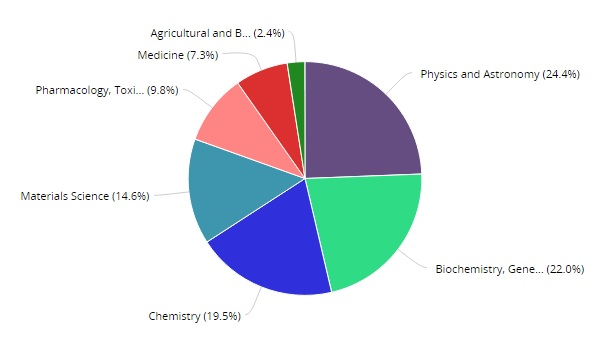 Agricultural and B... (2.4%)
Medicine (7.3%)
Physics and Astronomy (24.4%)
Pharmacology, Toxi... (9.8%)
Materials Science (14.6%)
Biochemistry, Gene... (22.0%)
Chemistry (19.5%)